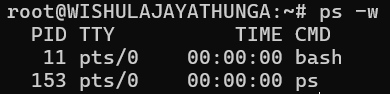 root@WISHULAJAYATHUNGA:~# ps -w
    PID TTY          TIME CMD
     11 pts/0    00:00:00 bash
    153 pts/0    00:00:00 ps